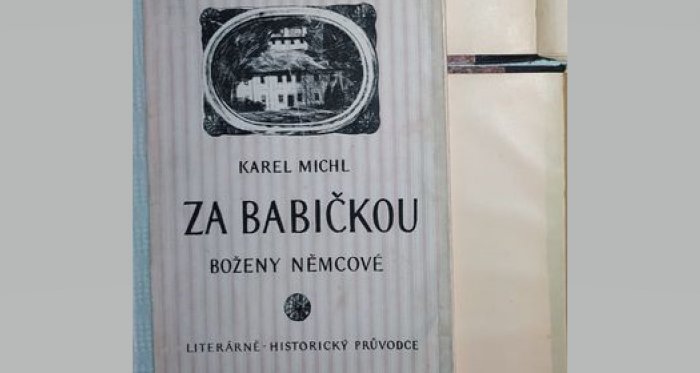 KAREL MICHL
ZA BABIČKOU
BOŽENY NĚMCOVÉ
LITERÁRNĚ-HISTORICKÝ PRŮVODCE